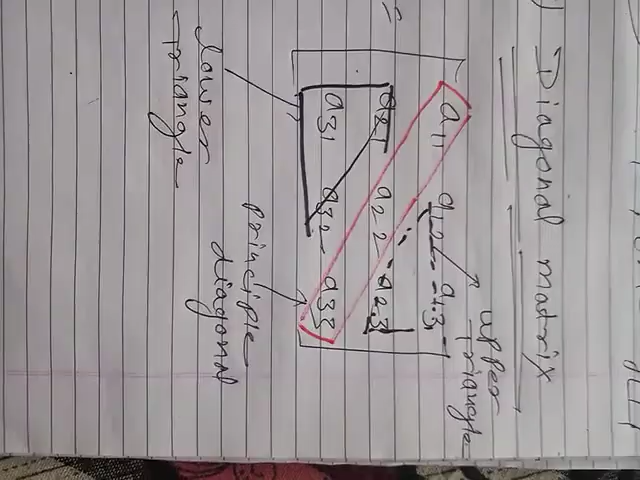 Diagonal matrix
upper
triangle
a11 a12 a13
a21 a22 a23
a31 a32 a33
principle
diagonal
lower
triangle